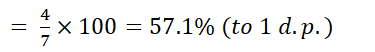 = 4/7 × 100 = 57.1% (to 1 d.p.)